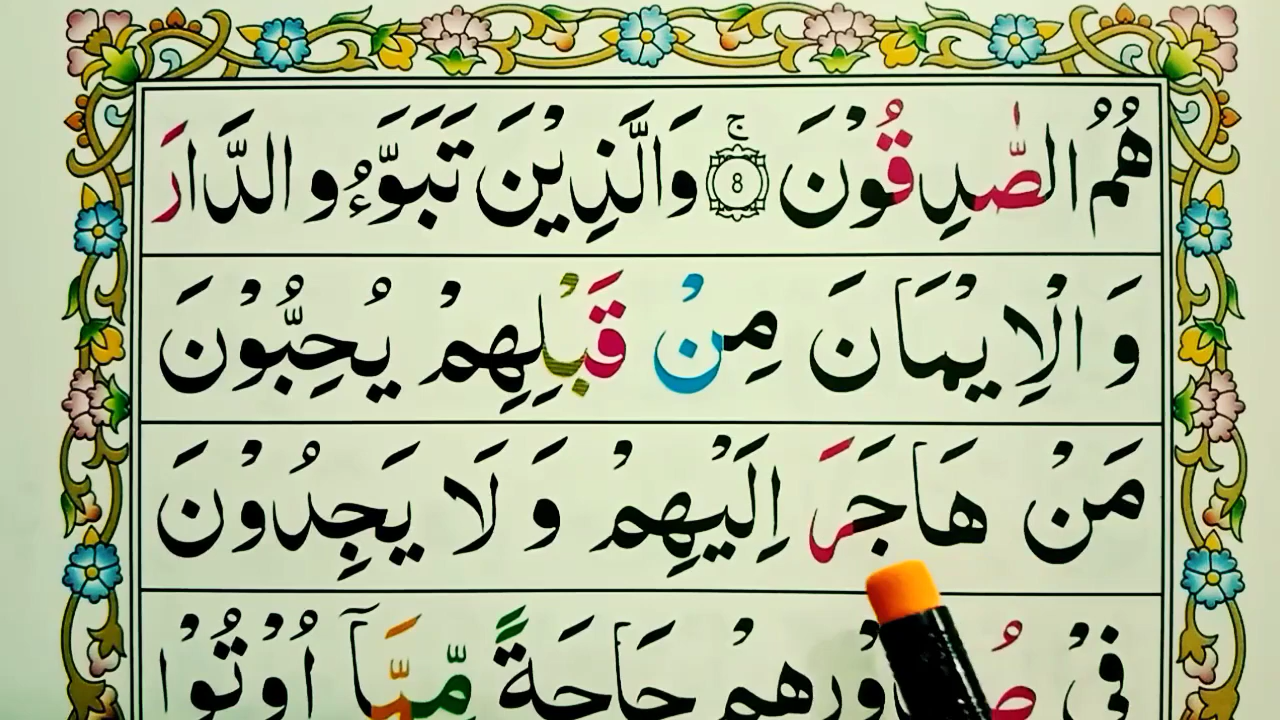 هُمُ الصّٰدِقُوْنَ ۚ ﴿8﴾ وَالَّذِيْنَ تَبَوَّءُو الدَّارَ
وَالْاِيْمَانَ مِنْ قَبْلِهِمْ يُحِبُّوْنَ
مَنْ هَاجَرَ اِلَيْهِمْ وَلَا يَجِدُوْنَ
فِيْ صُدُوْرِهِمْ حَاجَةً مِّمَّآ اُوْتُوْا